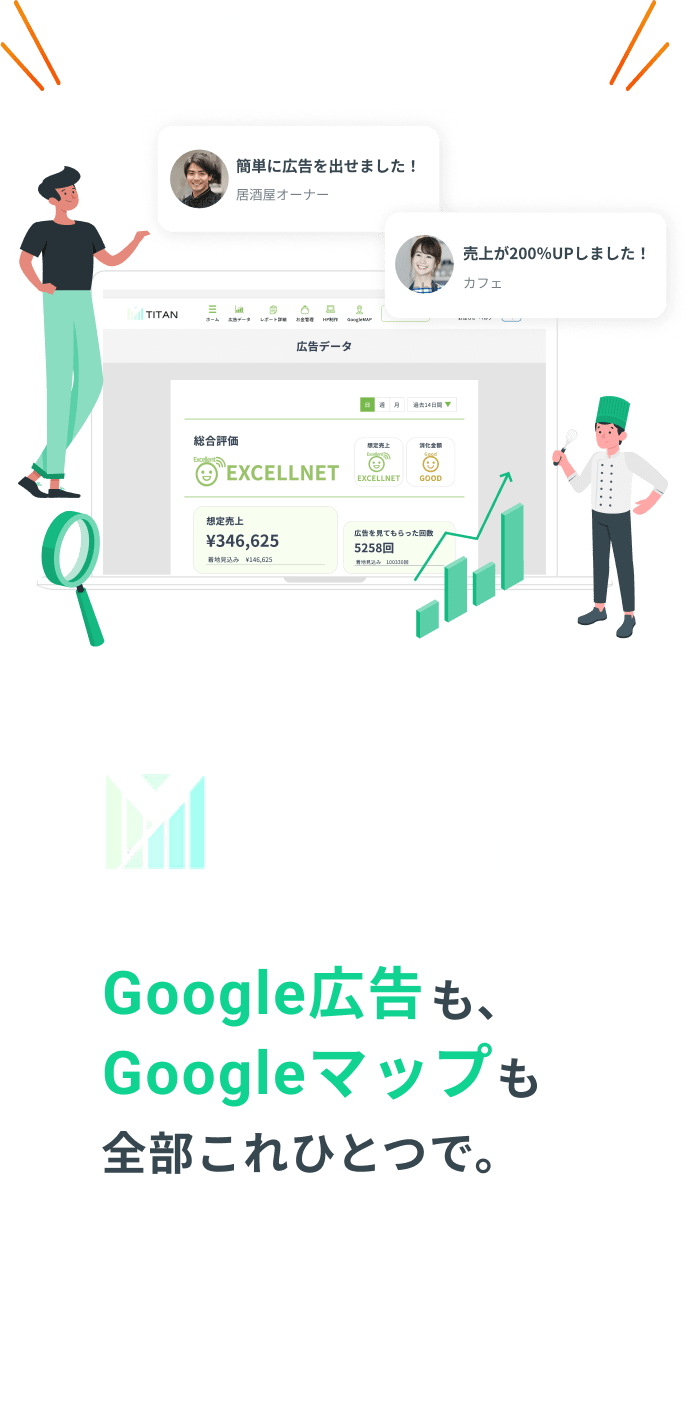 簡単に広告を出せました！
居酒屋オーナー
売上が200%UPしました！
カフェ
TITAN
ホーム 広告データ レポート詳細 お金管理 HP制作 GoogleMAP
広告データ
日 週 月 過去14日間
総合評価
Excellent
EXCELLNET
想定売上
Excellent
EXCELLNET
消化金額
Good
GOOD
想定売上
¥346,625
着地見込み ¥146,625
広告を見てもらった回数
5258回
着地見込み 100339回
Google広告も、
Googleマップも
全部これひとつで。